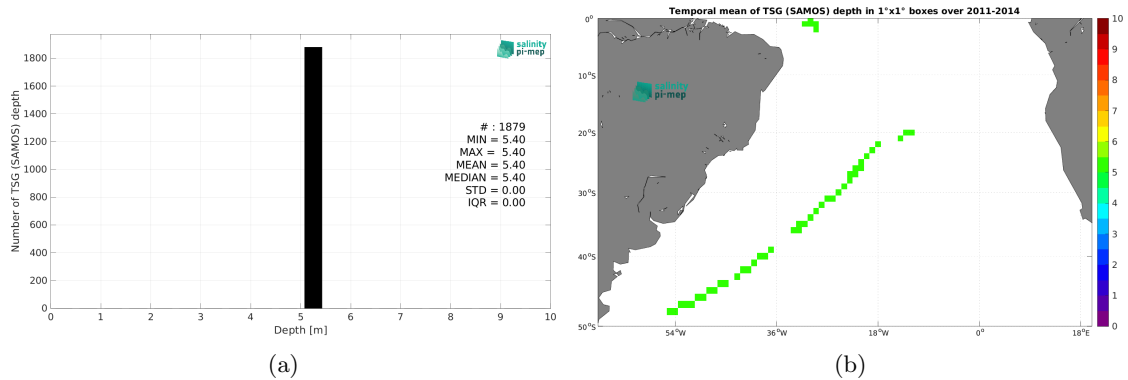 salinity
pi-mep
Number of TSG (SAMOS) depth
1800
1600
1400
1200
1000
800
600
400
200
0
# : 1879
MIN = 5.40
MAX = 5.40
MEAN = 5.40
MEDIAN = 5.40
STD = 0.00
IQR = 0.00
0 1 2 3 4 5 6 7 8 9 10
Depth [m]
(a)
Temporal mean of TSG (SAMOS) depth in 1°x1° boxes over 2011-2014
salinity
pi-mep
0°
10°S
20°S
30°S
40°S
50°S
54°W 36°W 18°W 0° 18°E
10
9
8
7
6
5
4
3
2
1
0
(b)